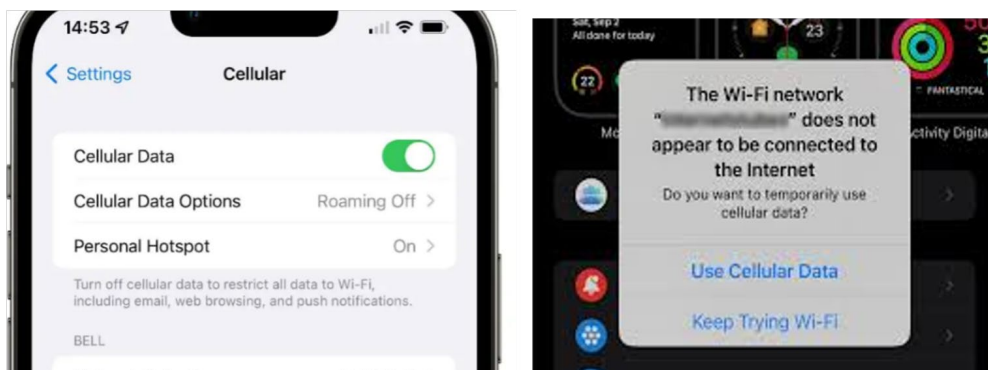 14:53
Settings
Cellular
Cellular Data
Cellular Data Options
Roaming Off
Personal Hotspot
On
Turn off cellular data to restrict all data to Wi-Fi,
including email, web browsing, and push notifications.
BELL
Sat, Sep 2
All done for today
22
23
FANTASTICAL
Activity Digita
The Wi-Fi network
“ ” does not
appear to be connected to
the Internet
Do you want to temporarily use
cellular data?
Use Cellular Data
Keep Trying Wi-Fi